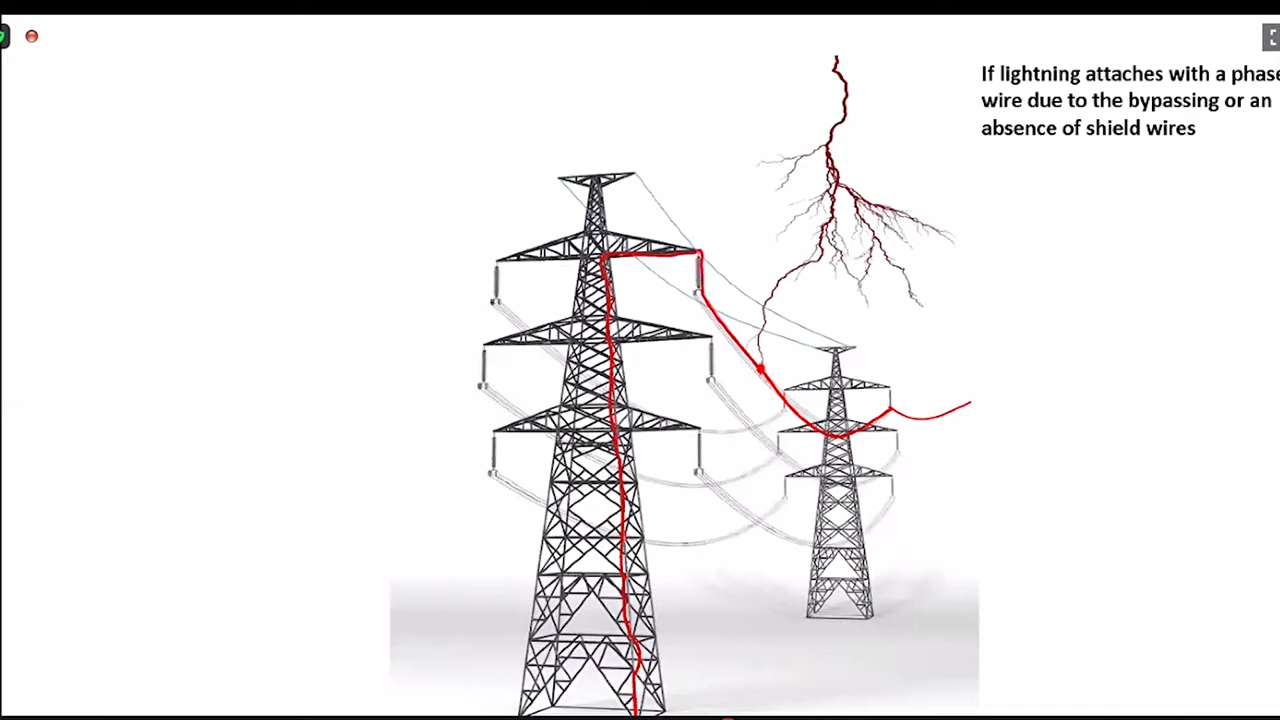 If lightning attaches with a phase
wire due to the bypassing or an
absence of shield wires